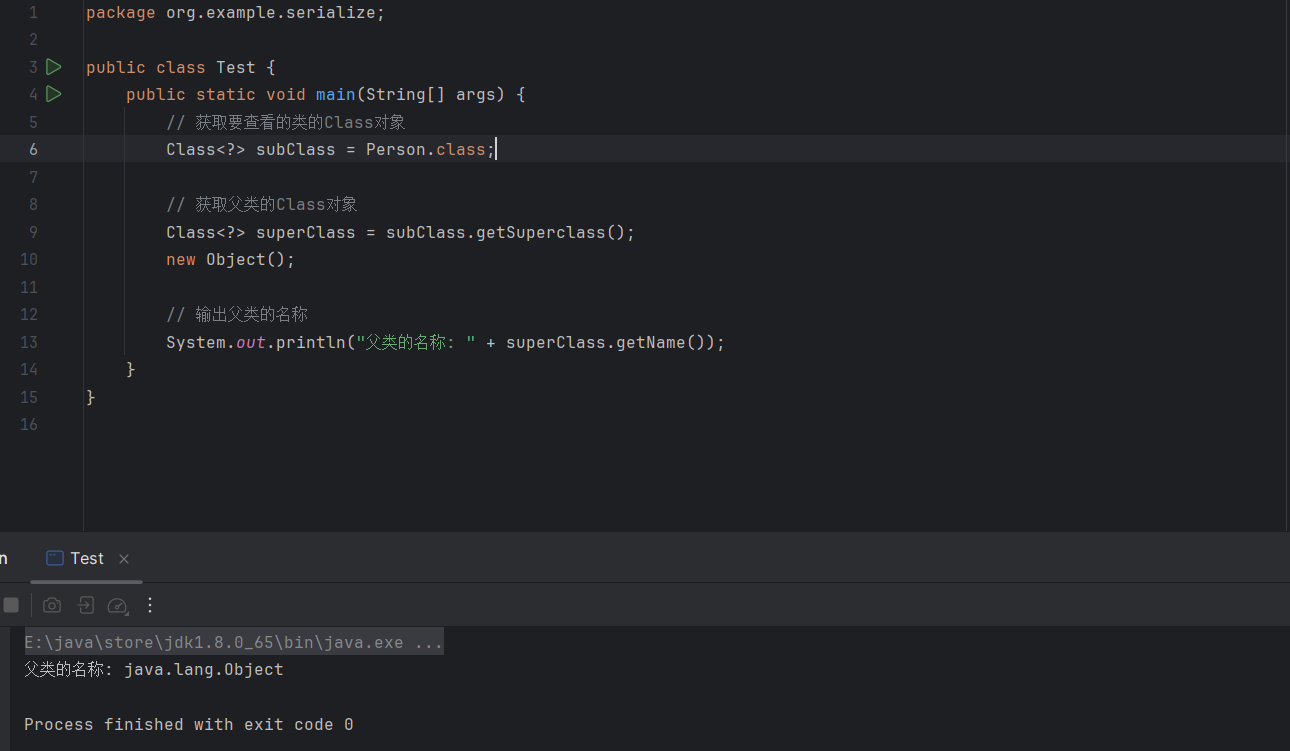 1 package org.example.serialize;
2
3 public class Test {
4 public static void main(String[] args) {
5 // 获取要查看的类的Class对象
6 Class<?> subClass = Person.class;
7
8 // 获取父类的Class对象
9 Class<?> superClass = subClass.getSuperclass();
10 new Object();
11
12 // 输出父类的名称
13 System.out.println("父类的名称: " + superClass.getName());
14 }
15 }
16
n Test
E:\java\store\jdk1.8.0_65\bin\java.exe ...
父类的名称: java.lang.Object
Process finished with exit code 0